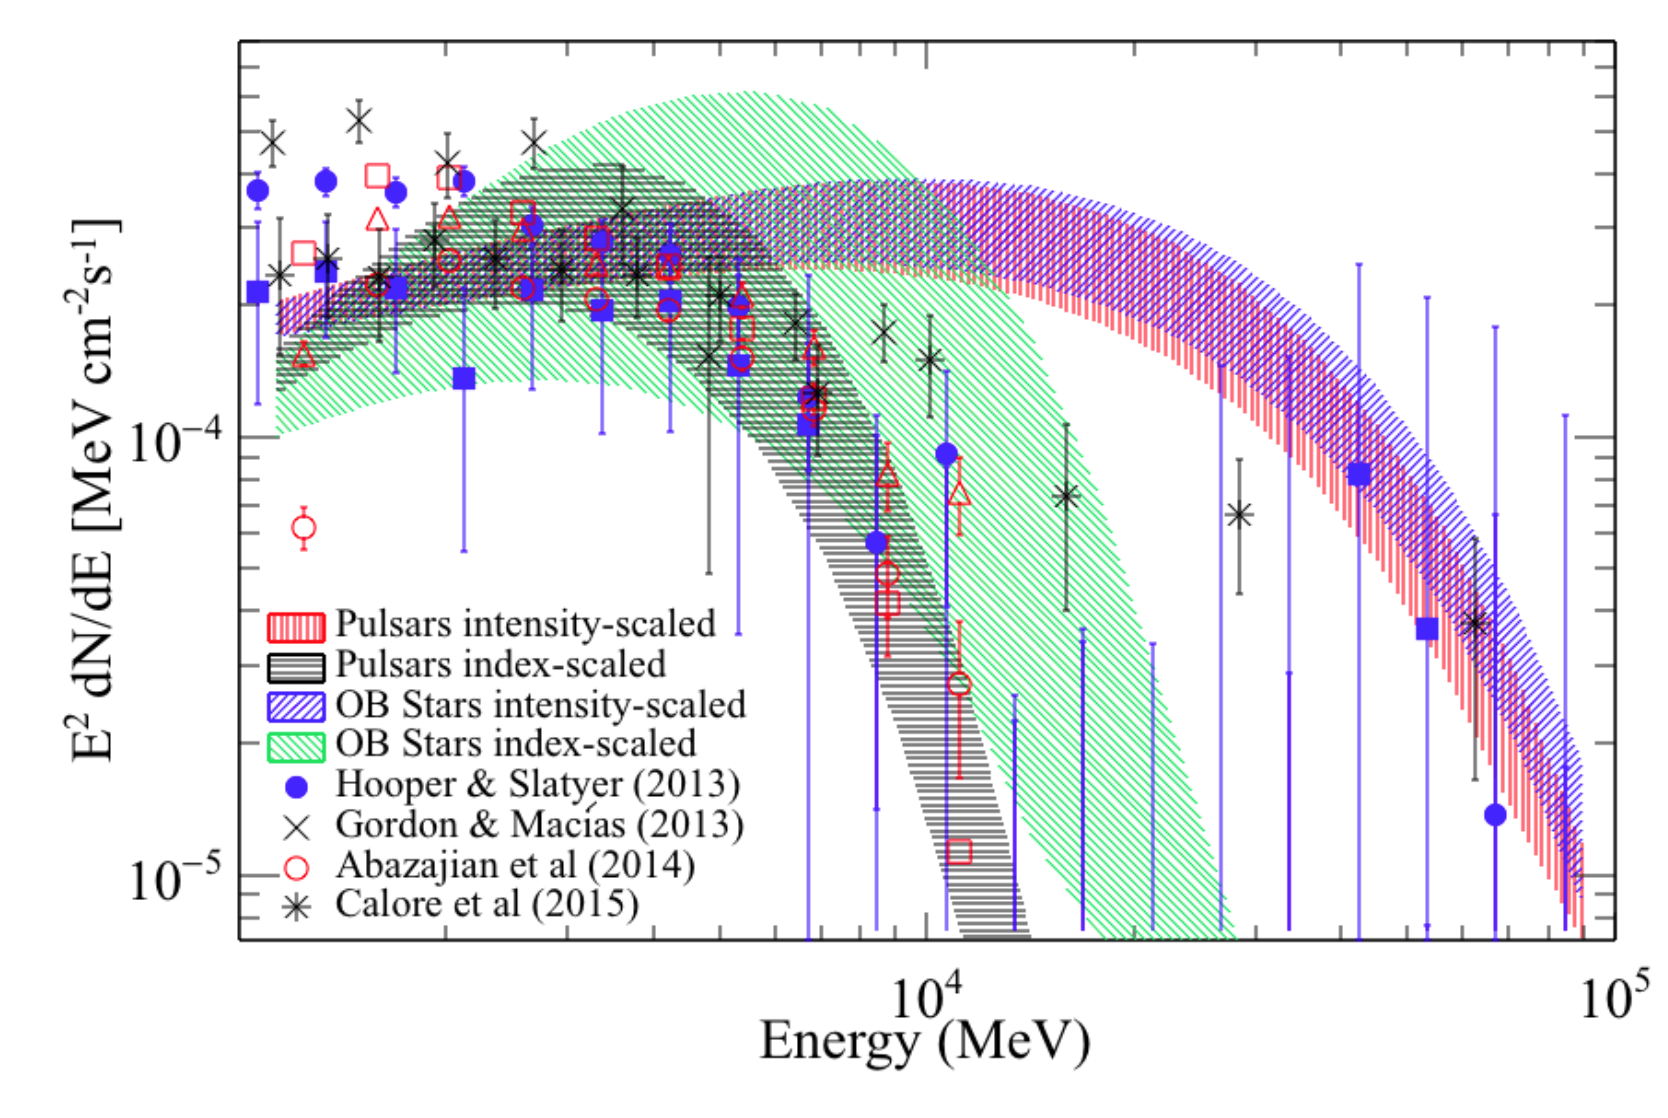 E² dN/dE [MeV cm⁻²s⁻¹]
10⁻⁴
10⁻⁵
Pulsars intensity-scaled
Pulsars index-scaled
OB Stars intensity-scaled
OB Stars index-scaled
Hooper & Slatyer (2013)
Gordon & Macías (2013)
Abazajian et al (2014)
Calore et al (2015)
10⁴
10⁵
Energy (MeV)